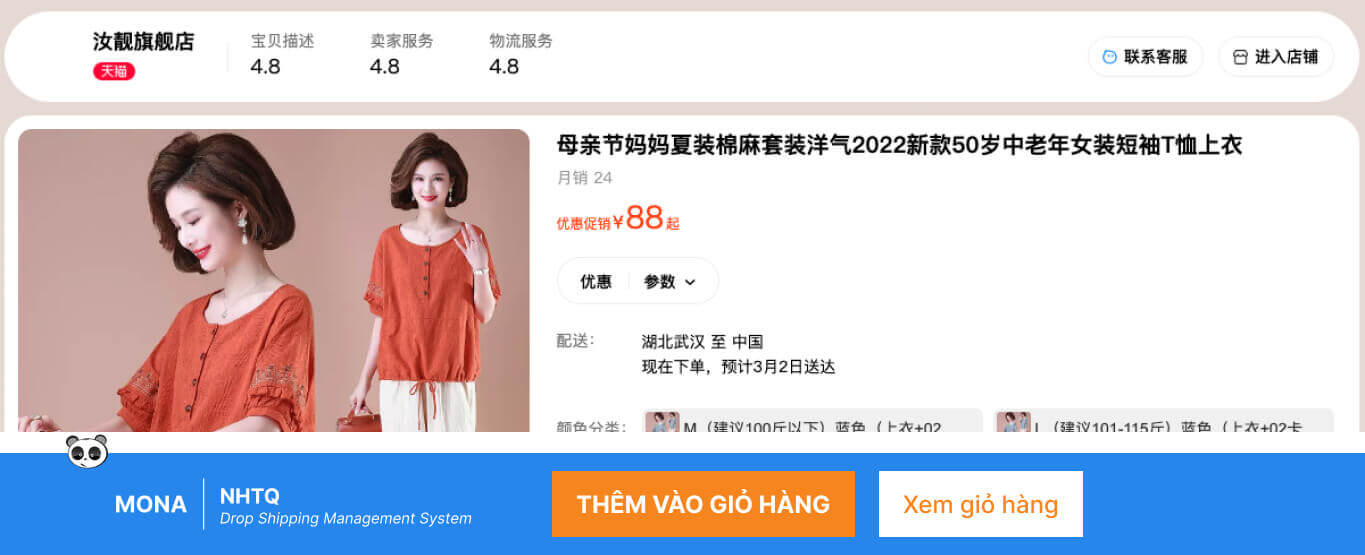 汝靓旗舰店
天猫
宝贝描述
4.8
卖家服务
4.8
物流服务
4.8
联系客服
进入店铺
母亲节妈妈夏装棉麻套装洋气2022新款50岁中老年女装短袖T恤上衣
月销 24
优惠促销¥88起
优惠
参数
配送：
湖北武汉 至 中国
现在下单，预计3月2日送达
颜色分类：
M（建议100斤以下）蓝色（上衣+02
L（建议101-115斤）蓝色（上衣+02卡
MONA
NHTQ
Drop Shipping Management System
THÊM VÀO GIỎ HÀNG
Xem giỏ hàng